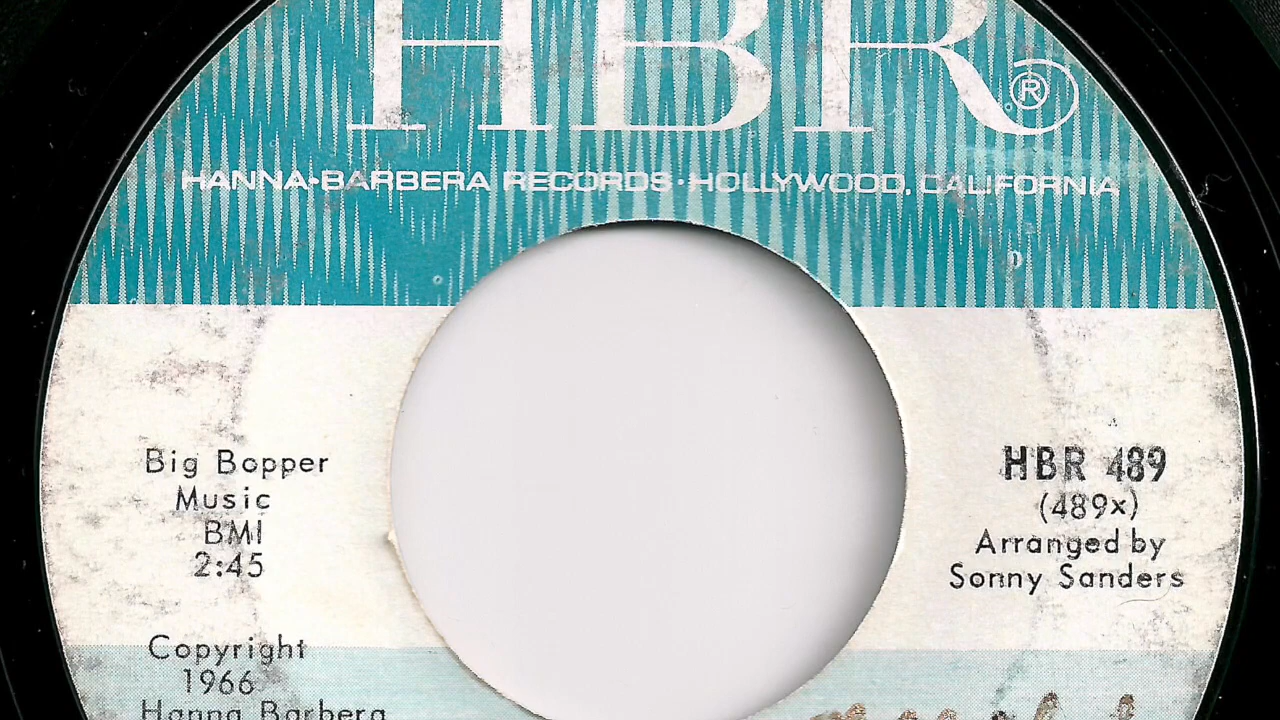 HBR®
HANNA-BARBERA RECORDS · HOLLYWOOD, CALIFORNIA
Big Bopper
Music
BMI
2:45
HBR 489
(489x)
Arranged by
Sonny Sanders
Copyright
1966
Hanna Barbera